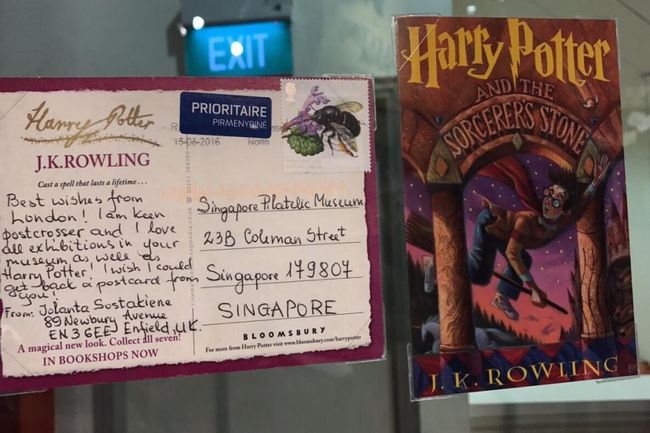 EXIT
Harry Potter
J.K.ROWLING
Cast a spell that lasts a lifetime...
Best wishes from
London! I am keen
postcrosser and I love
all exhibitions in your
museum as well as
Harry Potter! I wish I could
get back a postcard from
you!
From: Jolanta Sostakiene
89 Newbury Avenue
EN3 6EEJ Enfield, U.K.
A magical new look. Collect all seven!
IN BOOKSHOPS NOW
PRIORITAIRE
PIRMENYBINE
15-08-2016
Singapore Pilatelic Museum
23B Coleman Street
Singapore 179807
SINGAPORE
BLOOMSBURY
For more from Harry Potter visit www.bloomsbury.com/harrypotter
Harry Potter
AND THE
SORCERER'S STONE
J. K. ROWLING